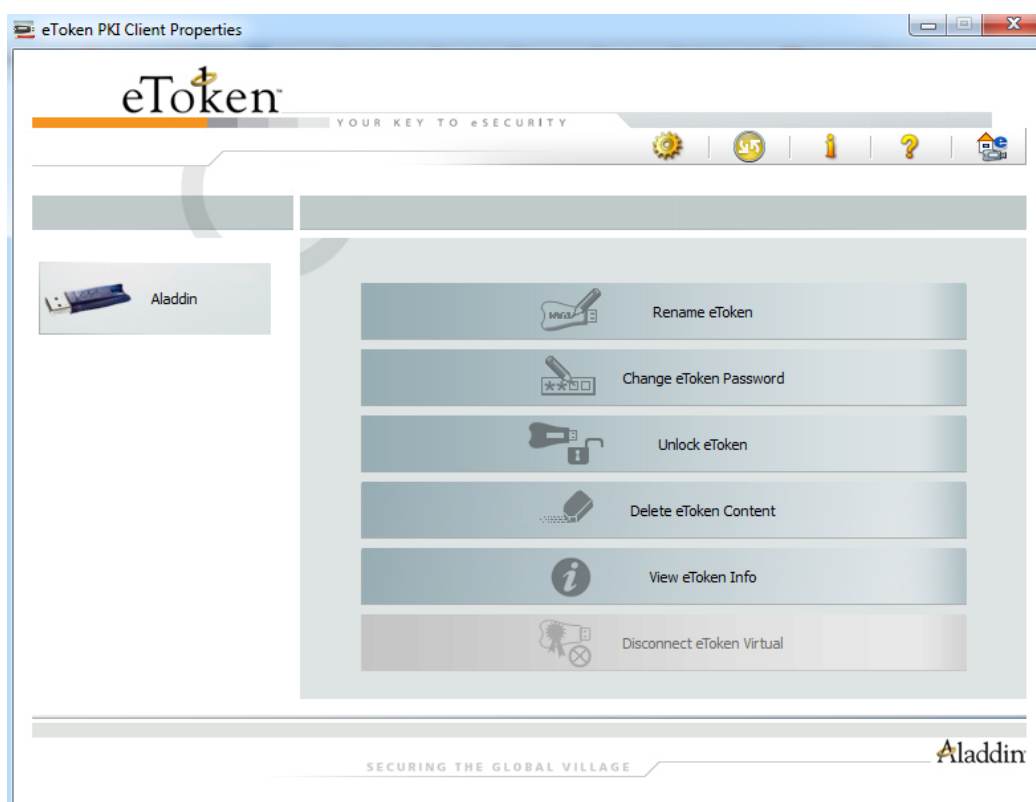 eToken PKI Client Properties
eToken
YOUR KEY TO eSECURITY
Aladdin
Rename eToken
Change eToken Password
Unlock eToken
Delete eToken Content
View eToken Info
Disconnect eToken Virtual
Aladdin
SECURING THE GLOBAL VILLAGE